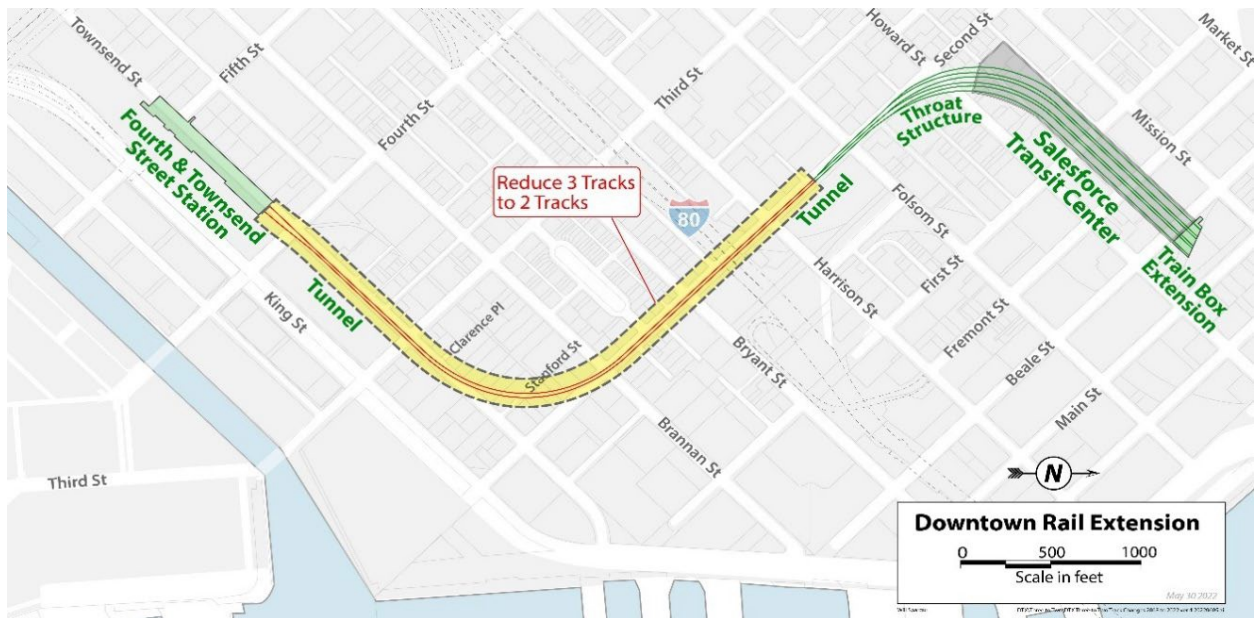 Townsend St
Fifth St
Fourth St
Third St
Howard St
Second St
Market St
Mission St
Fourth & Townsend
Street Station
Throat
Structure
Salesforce
Transit Center
Reduce 3 Tracks
to 2 Tracks
80
Tunnel
Folsom St
Train Box
Extension
First St
Harrison St
Fremont St
King St
Tunnel
Clarence Pl
Stanford St
Bryant St
Beale St
Main St
Brannan St
Third St
N
Downtown Rail Extension
0 500 1000
Scale in feet
May 30 2022